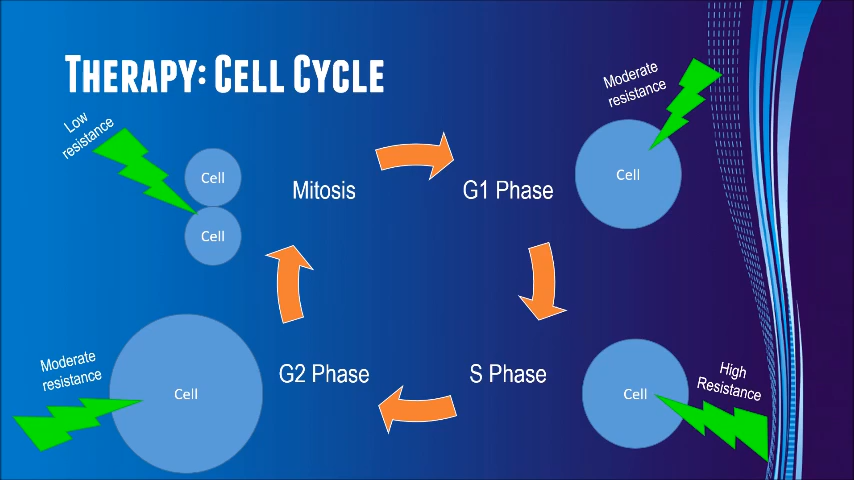 THERAPY: CELL CYCLE
Low
resistance
Cell
Cell
Mitosis
G1 Phase
Moderate
resistance
Cell
Moderate
resistance
Cell
G2 Phase
S Phase
Cell
High
Resistance